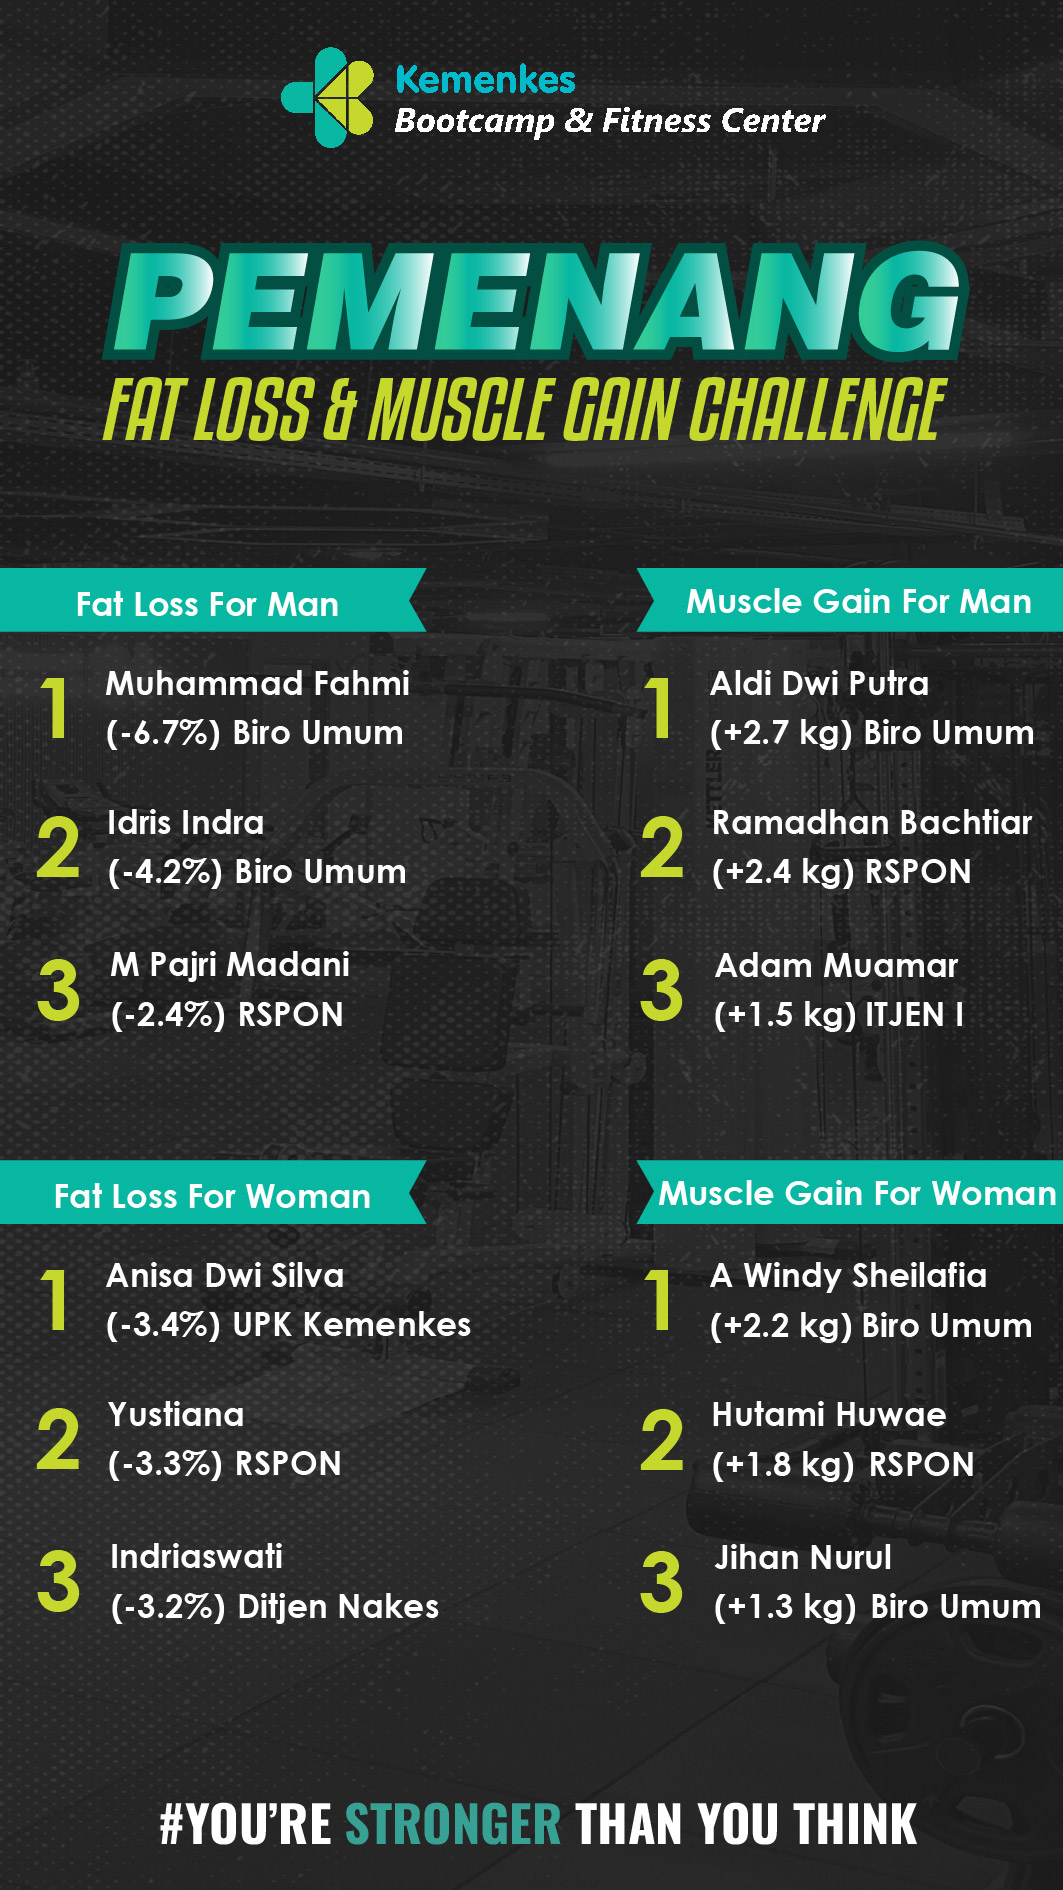 Kemenkes
Bootcamp & Fitness Center
PEMENANG
FAT LOSS & MUSCLE GAIN CHALLENGE
Fat Loss For Man
1
Muhammad Fahmi
(-6.7%) Biro Umum
2
Idris Indra
(-4.2%) Biro Umum
3
M Pajri Madani
(-2.4%) RSPON
Muscle Gain For Man
1
Aldi Dwi Putra
(+2.7 kg) Biro Umum
2
Ramadhan Bachtiar
(+2.4 kg) RSPON
3
Adam Muamar
(+1.5 kg) ITJEN I
Fat Loss For Woman
1
Anisa Dwi Silva
(-3.4%) UPK Kemenkes
2
Yustiana
(-3.3%) RSPON
3
Indriaswati
(-3.2%) Ditjen Nakes
Muscle Gain For Woman
1
A Windy Sheilafia
(+2.2 kg) Biro Umum
2
Hutami Huwae
(+1.8 kg) RSPON
3
Jihan Nurul
(+1.3 kg) Biro Umum
#YOU'RE STRONGER THAN YOU THINK